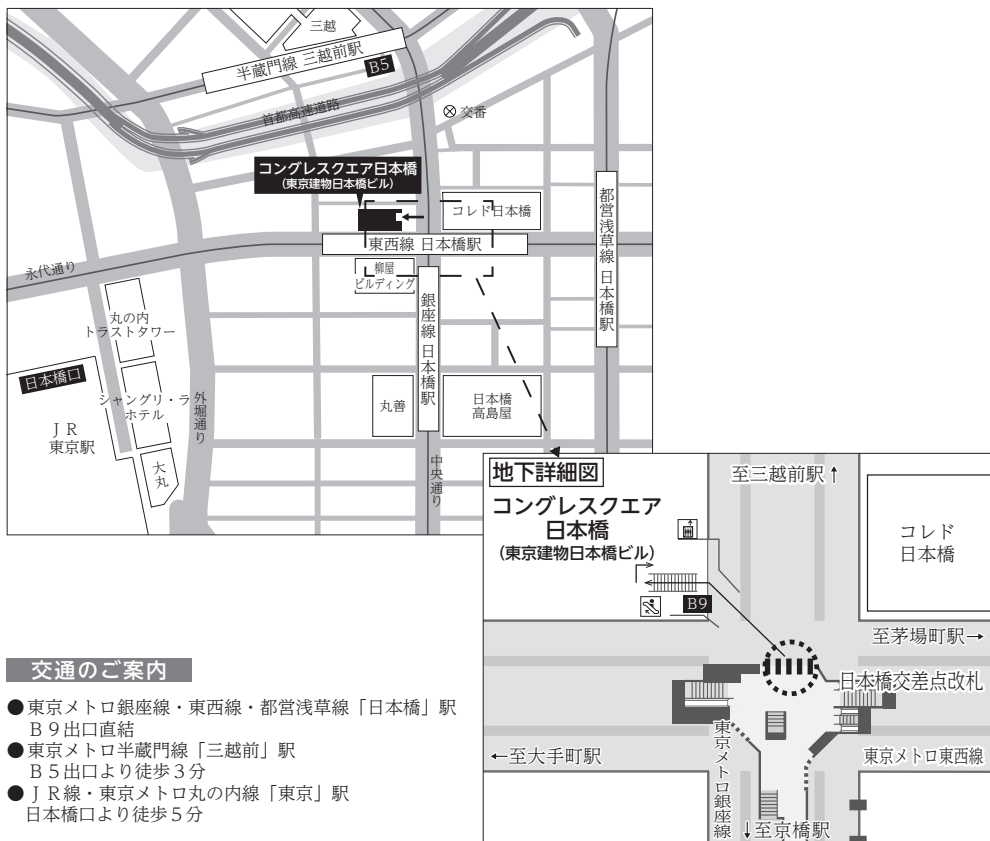 三越
半蔵門線 三越前駅
B5
首都高速道路
交番
コングレスクエア日本橋
(東京建物日本橋ビル)
コレド日本橋
東西線 日本橋駅
都営浅草線 日本橋駅
永代通り
柳屋
ビルディング
銀座線 日本橋駅
丸の内
トラストタワー
日本橋口
シャングリ・ラ
ホテル
外堀通り
丸善
日本橋
高島屋
ＪＲ
東京駅
大丸
中央通り
地下詳細図
至三越前駅↑
コングレスクエア
日本橋
(東京建物日本橋ビル)
コレド
日本橋
B9
至茅場町駅→
日本橋交差点改札
←至大手町駅
東京メトロ銀座線
東京メトロ東西線
↓至京橋駅
交通のご案内
●東京メトロ銀座線・東西線・都営浅草線「日本橋」駅
Ｂ９出口直結
●東京メトロ半蔵門線「三越前」駅
Ｂ５出口より徒歩３分
●ＪＲ線・東京メトロ丸の内線「東京」駅
日本橋口より徒歩５分